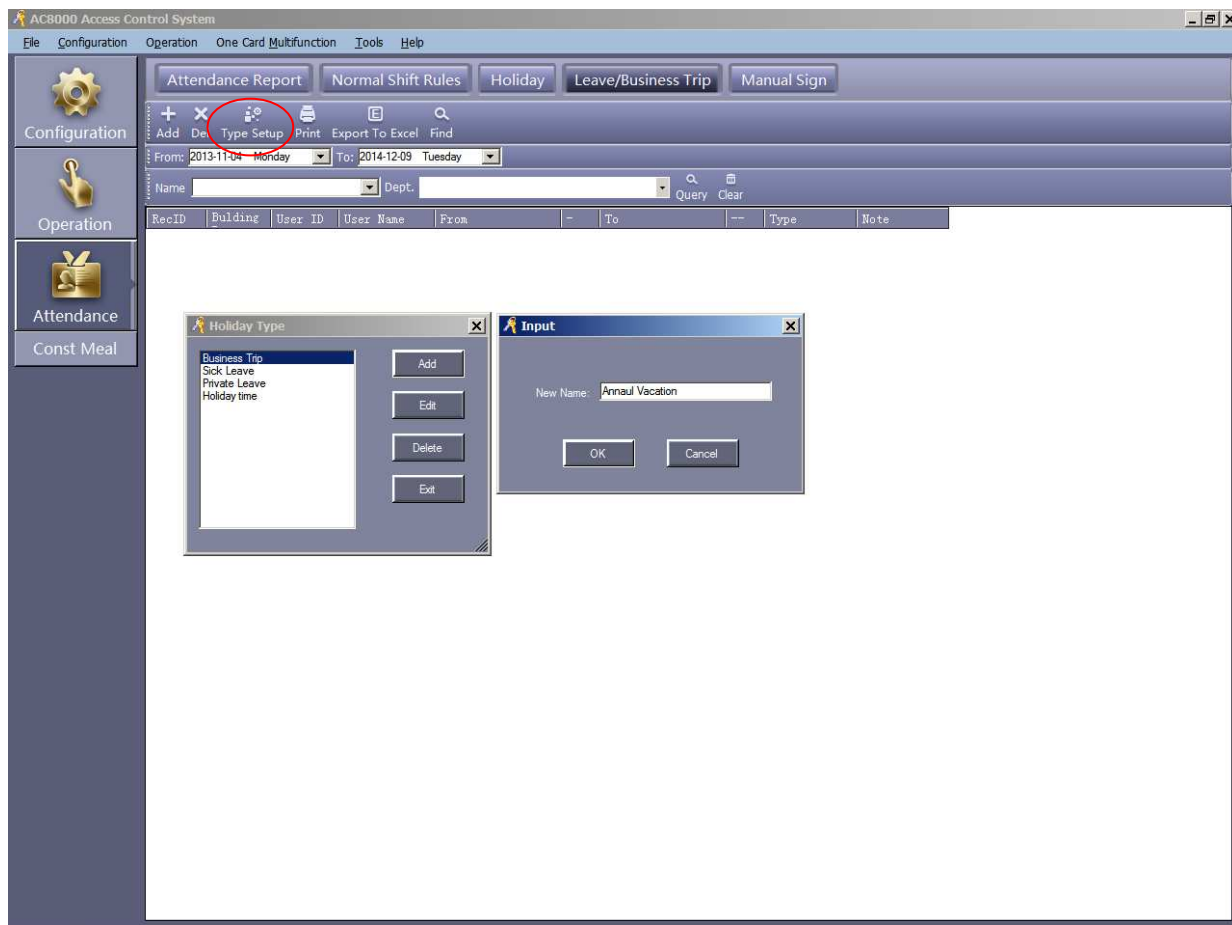 AC8000 Access Control System
File Configuration Operation One Card Multifunction Tools Help
Attendance Report Normal Shift Rules Holiday Leave/Business Trip Manual Sign
Add De Type Setup Print Export To Excel Find
From: 2013-11-04 Monday To: 2014-12-09 Tuesday
Name Dept. Query Clear
RecID Bulding User ID User Name From - To -- Type Note
Configuration
Operation
Attendance
Const Meal
Holiday Type
Business Trip
Sick Leave
Private Leave
Holiday time
Add
Edit
Delete
Exit
Input
New Name: Annaul Vacation
OK Cancel